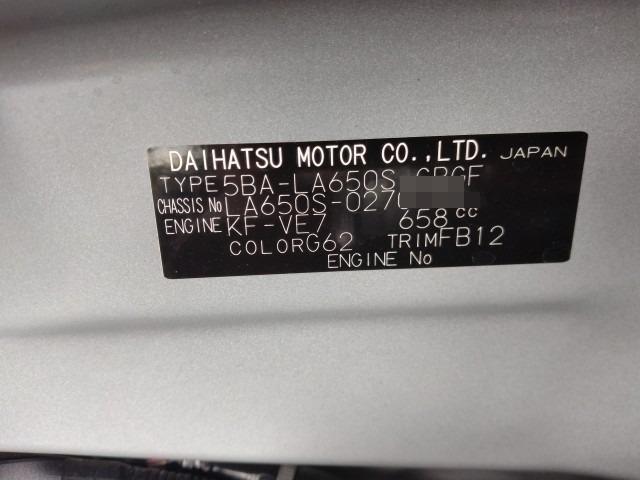 DAIHATSU MOTOR CO.,LTD. JAPAN
TYPE 5BA-LA650S
CHASSIS No LA650S-027
ENGINE KF-VE7 658 cc
COLOR G62 TRIM FB12
ENGINE No